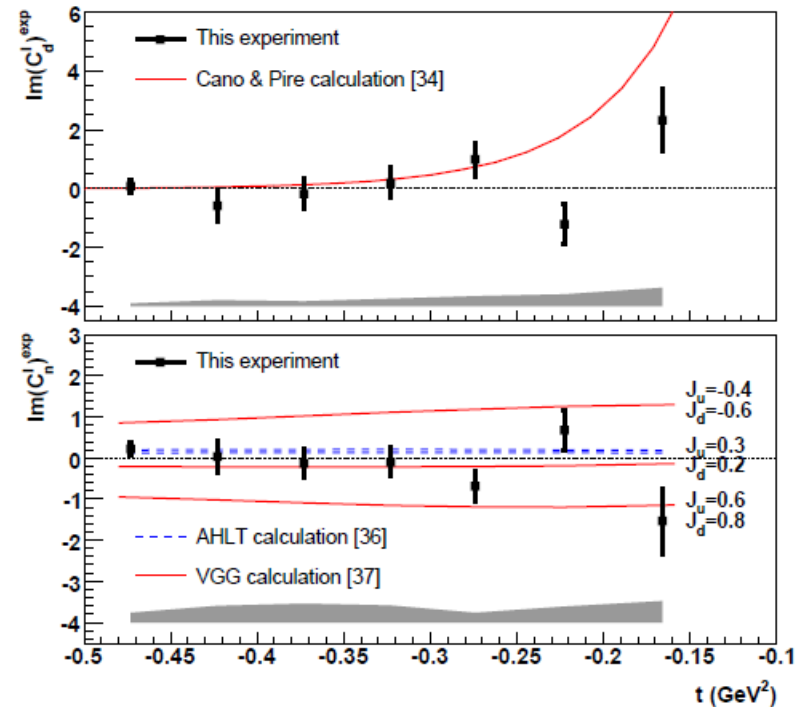 Im(C_d^I)^exp
6
4
2
0
-2
-4
This experiment
Cano & Pire calculation [34]
Im(C_n^I)^exp
3
2
1
0
-1
-2
-3
-4
This experiment
J_u=-0.4
J_d=-0.6
J_u=0.3
J_d=0.2
J_u=0.6
J_d=0.8
AHLT calculation [36]
VGG calculation [37]
-0.5 -0.45 -0.4 -0.35 -0.3 -0.25 -0.2 -0.15 -0.1
t (GeV²)